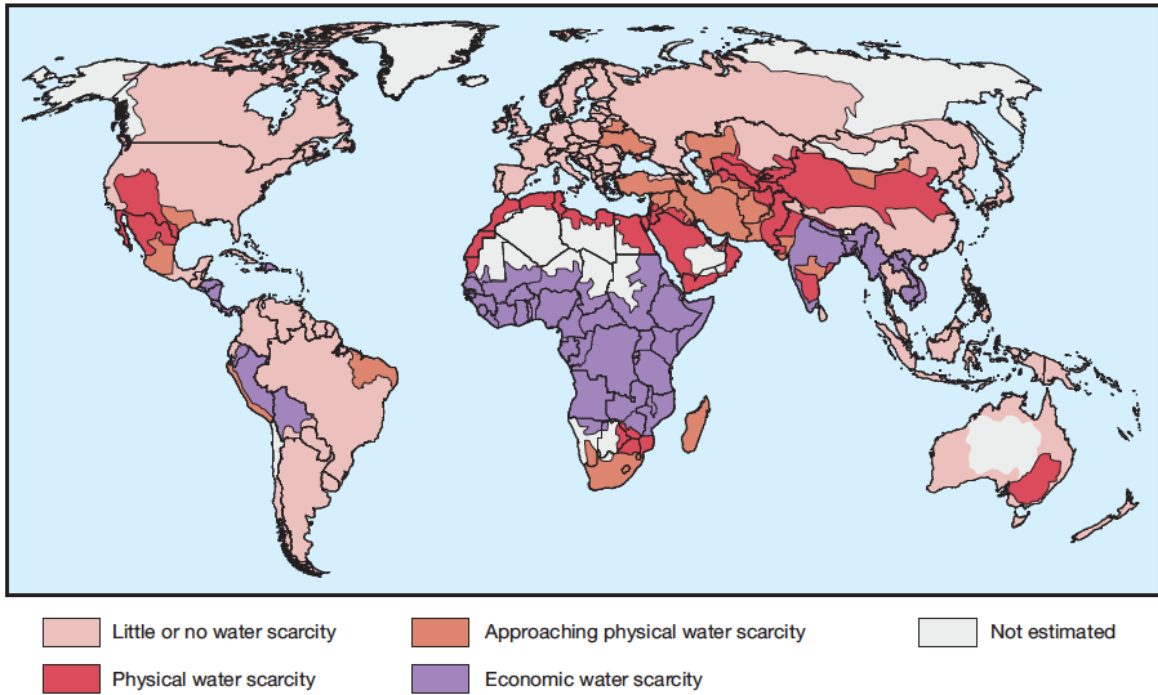 Little or no water scarcity
Approaching physical water scarcity
Not estimated
Physical water scarcity
Economic water scarcity